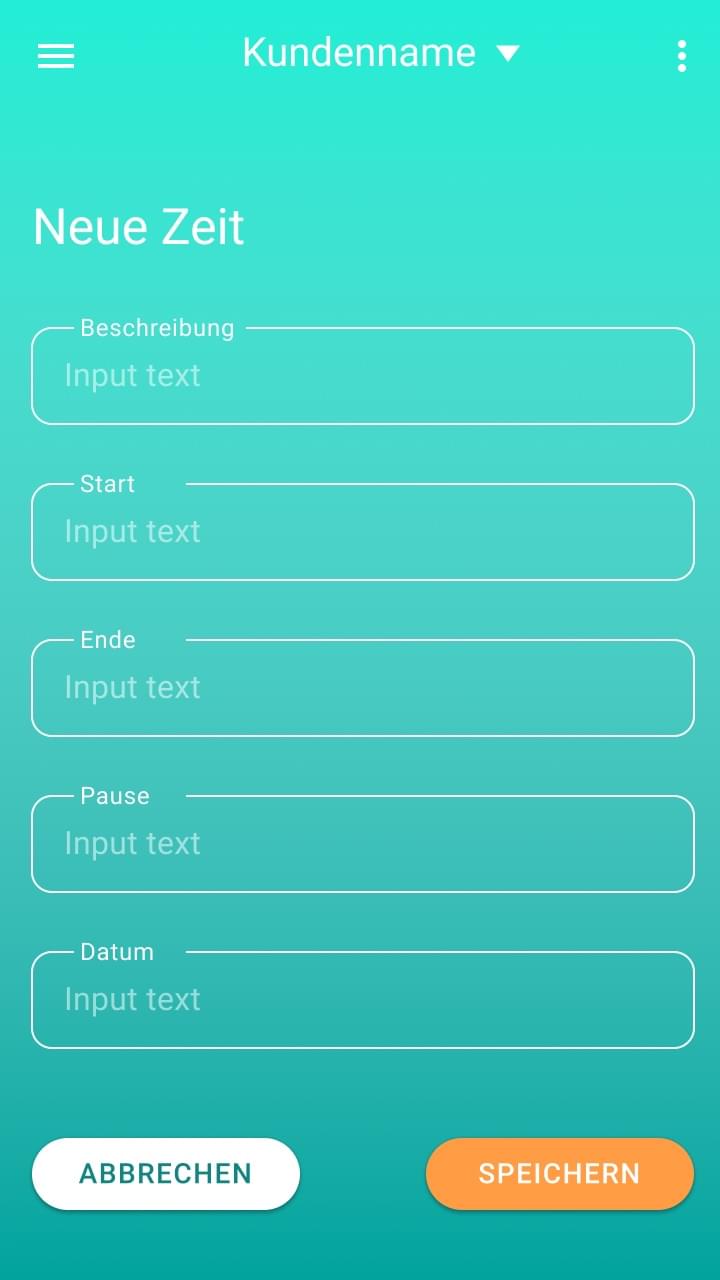 Kundenname
Neue Zeit
Beschreibung
Input text
Start
Input text
Ende
Input text
Pause
Input text
Datum
Input text
ABBRECHEN
SPEICHERN